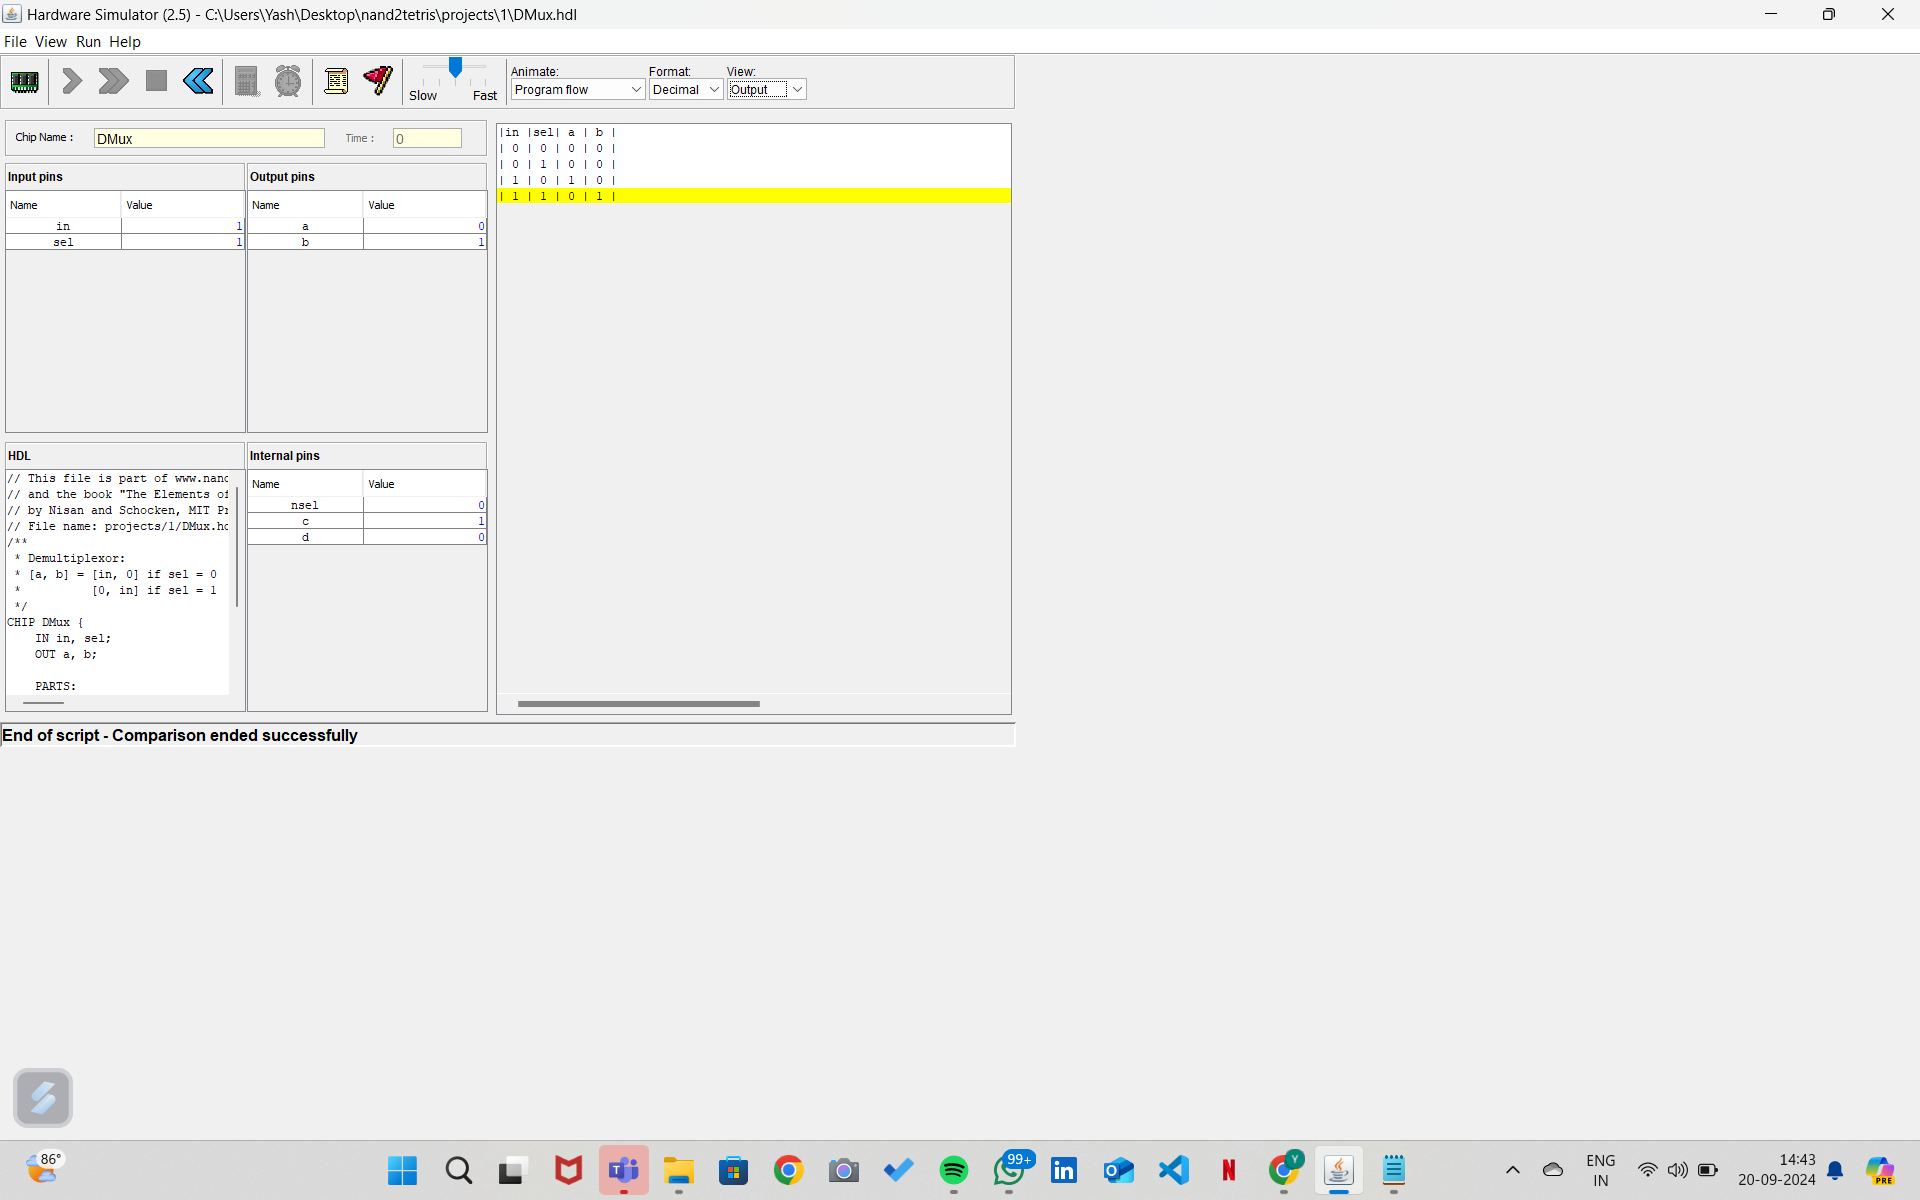 Hardware Simulator (2.5) - C:\Users\Yash\Desktop\nand2tetris\projects\1\DMux.hdl
File View Run Help
Slow Fast
Animate: Format: View:
Program flow Decimal Output
Chip Name : DMux Time : 0
Input pins Output pins
Name Value Name Value
in 1 a 0
sel 1 b 1
|in |sel| a | b |
| 0 | 0 | 0 | 0 |
| 0 | 1 | 0 | 0 |
| 1 | 0 | 1 | 0 |
| 1 | 1 | 0 | 1 |
HDL
// This file is part of www.nand
// and the book "The Elements of
// by Nisan and Schocken, MIT Pr
// File name: projects/1/DMux.hd
/**
* Demultiplexor:
* [a, b] = [in, 0] if sel = 0
* [0, in] if sel = 1
*/
CHIP DMux {
IN in, sel;
OUT a, b;
PARTS:
Internal pins
Name Value
nsel 0
c 1
d 0
End of script - Comparison ended successfully
86°
99+
Y
ENG
IN
14:43
20-09-2024
PRE